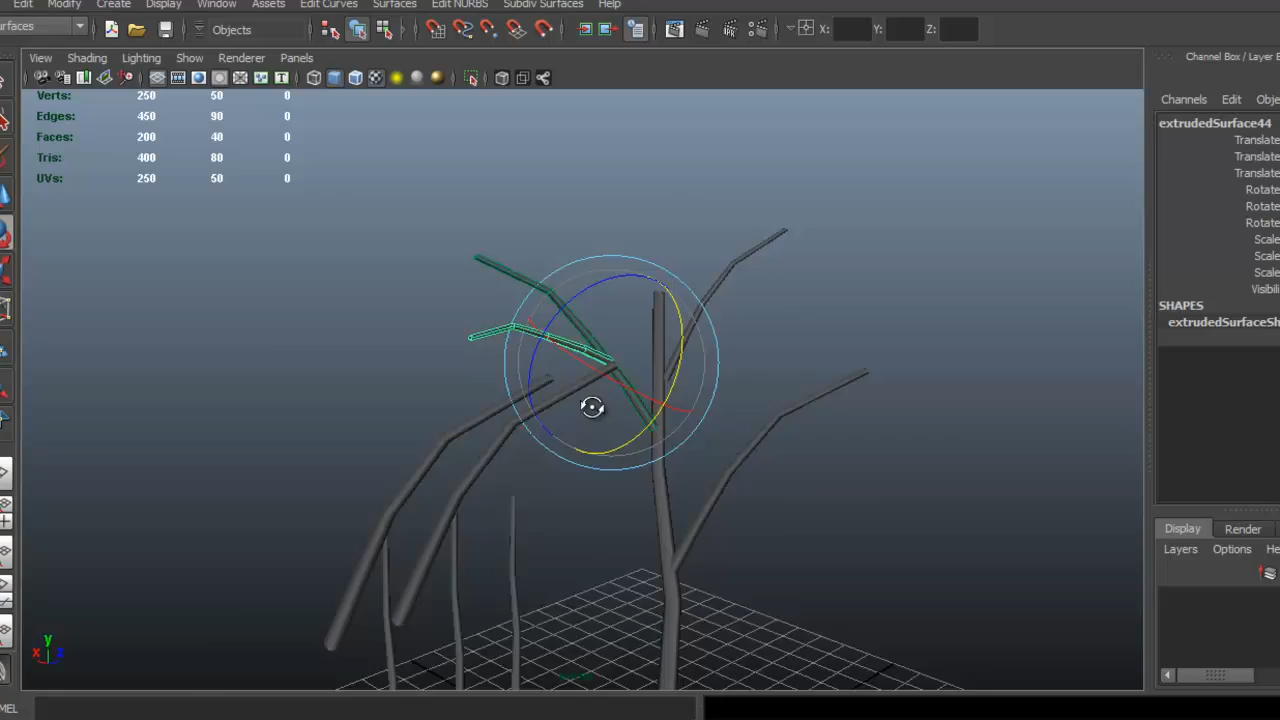 Edit Modify Create Display Window Assets Edit Curves Surfaces Edit NURBS Subdiv Surfaces Help
Objects X: Y: Z:
View Shading Lighting Show Renderer Panels
Channel Box / Layer E
Channels Edit Obje
Verts: 250 50 0
Edges: 450 90 0
Faces: 200 40 0
Tris: 400 80 0
UVs: 250 50 0
extrudedSurface44
Translate
Translate
Translate
Rotate
Rotate
Rotate
Scale
Scale
Scale
Visibili
SHAPES
extrudedSurfaceSh
Display Render
Layers Options He
y
x z
MEL